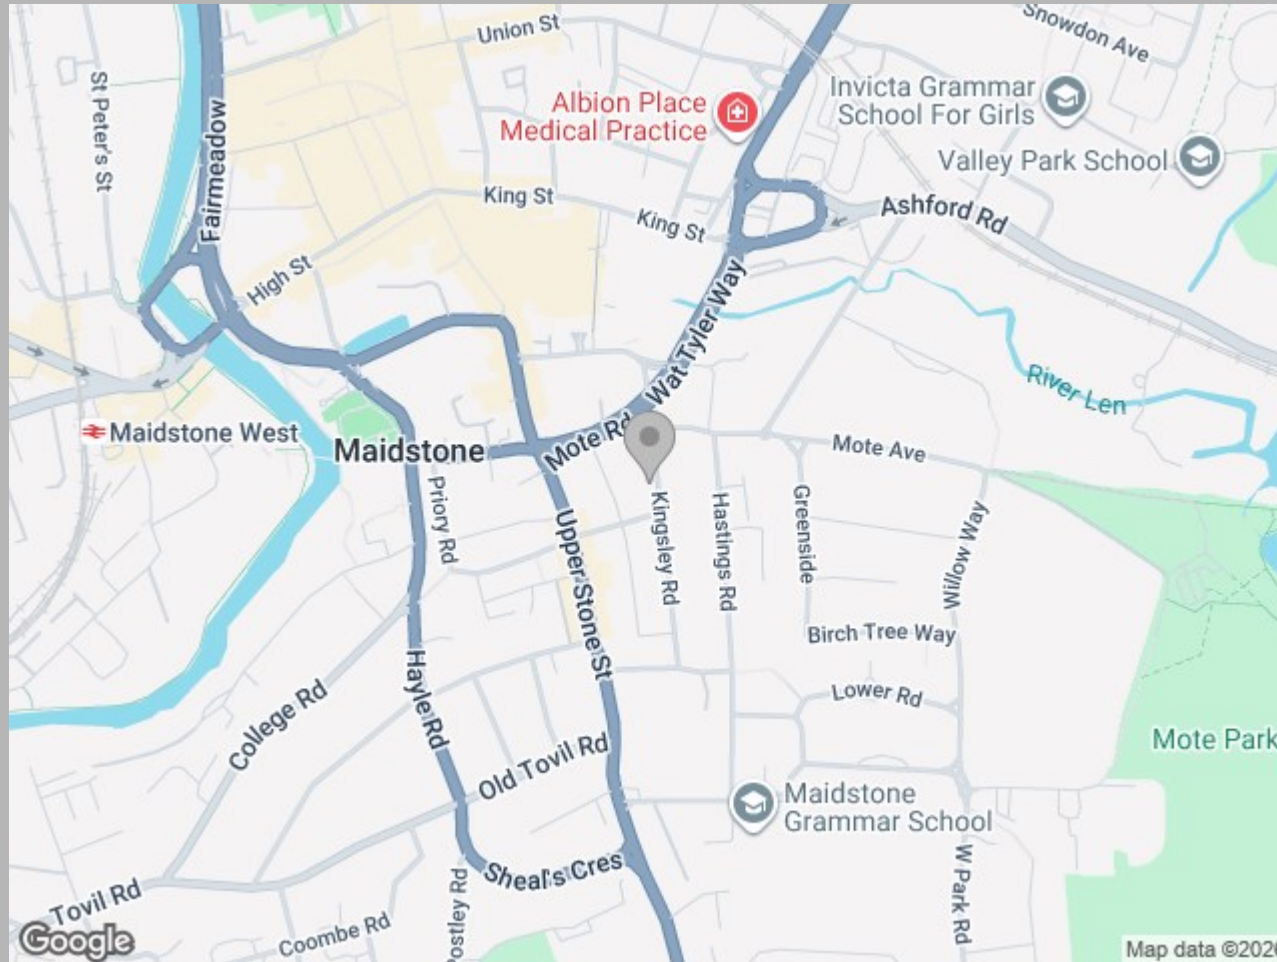 Union St
Snowdon Ave
St Peter's St
Fairmeadow
Albion Place
Medical Practice
Invicta Grammar
School For Girls
Valley Park School
King St
King St
Ashford Rd
High St
Wat Tyler Way
River Len
Maidstone West
Maidstone
Mote Rd
Mote Ave
Priory Rd
Upper Stone St
Kingsley Rd
Hastings Rd
Greenside
Willow Way
Birch Tree Way
Hayle Rd
College Rd
Lower Rd
Mote Park
Old Tovil Rd
Maidstone
Grammar School
Sheal's Cres
Tovil Rd
Postley Rd
W Park Rd
Coombe Rd
Google
Map data ©2026